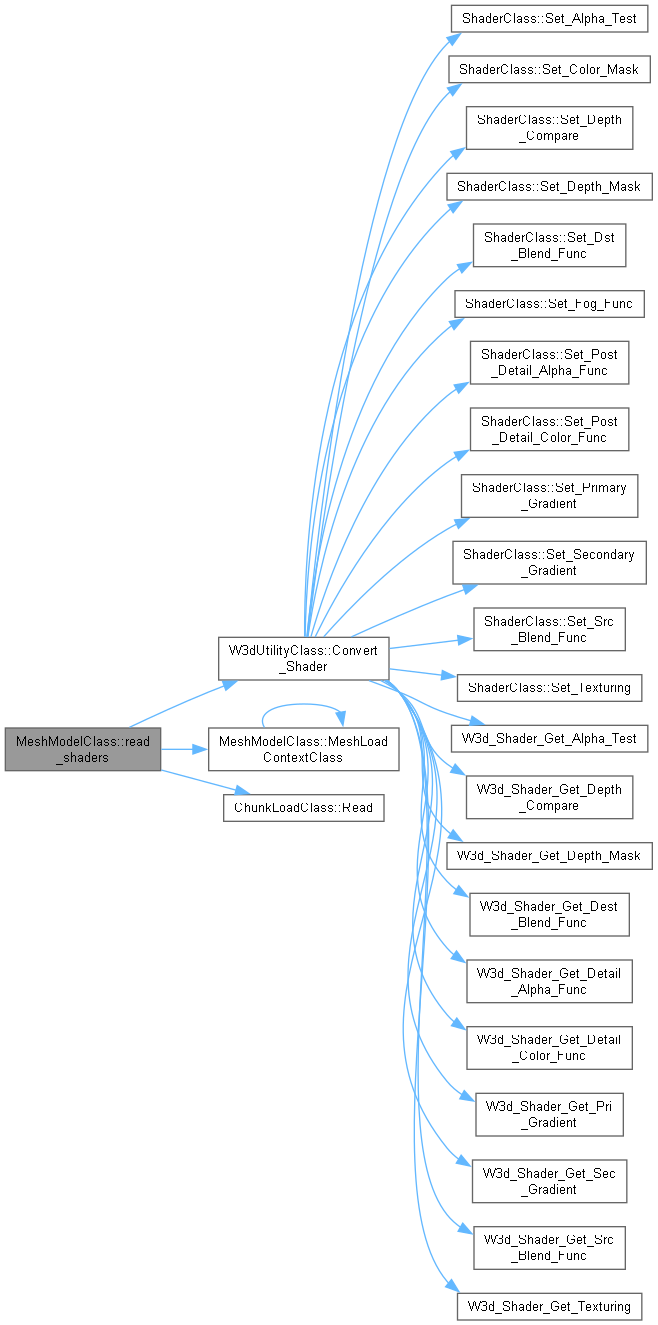 ShaderClass::Set_Alpha_Test
ShaderClass::Set_Color_Mask
ShaderClass::Set_Depth
_Compare
ShaderClass::Set_Depth_Mask
ShaderClass::Set_Dst
_Blend_Func
ShaderClass::Set_Fog_Func
ShaderClass::Set_Post
_Detail_Alpha_Func
ShaderClass::Set_Post
_Detail_Color_Func
ShaderClass::Set_Primary
_Gradient
ShaderClass::Set_Secondary
_Gradient
ShaderClass::Set_Src
_Blend_Func
W3dUtilityClass::Convert
_Shader
ShaderClass::Set_Texturing
MeshModelClass::read
_shaders
MeshModelClass::MeshLoad
ContextClass
W3d_Shader_Get_Alpha_Test
W3d_Shader_Get_Depth
_Compare
ChunkLoadClass::Read
W3d_Shader_Get_Depth_Mask
W3d_Shader_Get_Dest
_Blend_Func
W3d_Shader_Get_Detail
_Alpha_Func
W3d_Shader_Get_Detail
_Color_Func
W3d_Shader_Get_Pri
_Gradient
W3d_Shader_Get_Sec
_Gradient
W3d_Shader_Get_Src
_Blend_Func
W3d_Shader_Get_Texturing